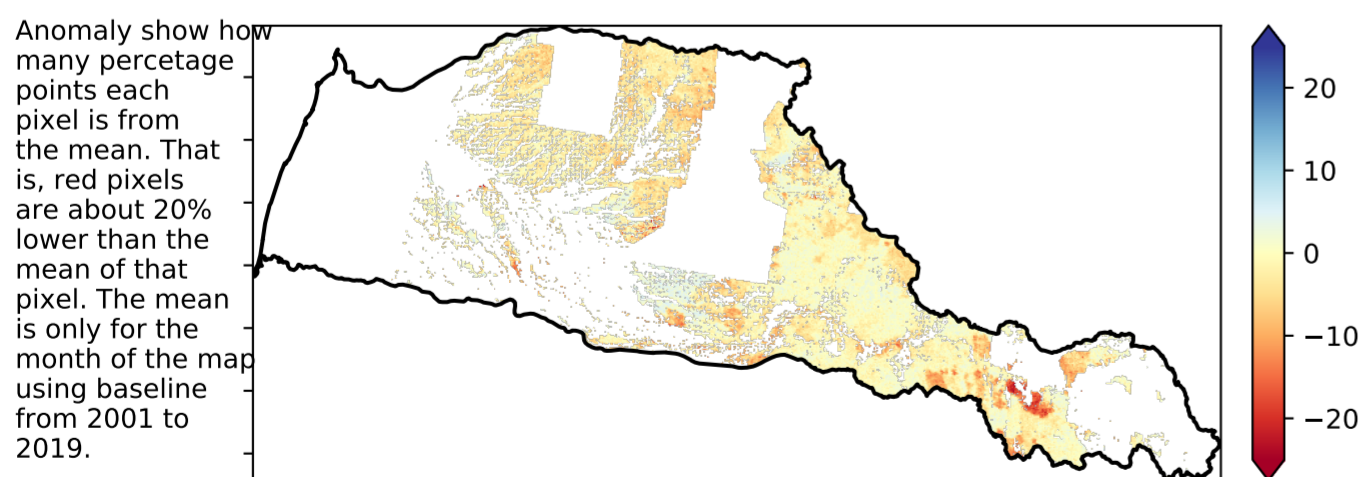 Anomaly show how
many percetage
points each
pixel is from
the mean. That
is, red pixels
are about 20%
lower than the
mean of that
pixel. The mean
is only for the
month of the map
using baseline
from 2001 to
2019.
20
10
0
−10
−20